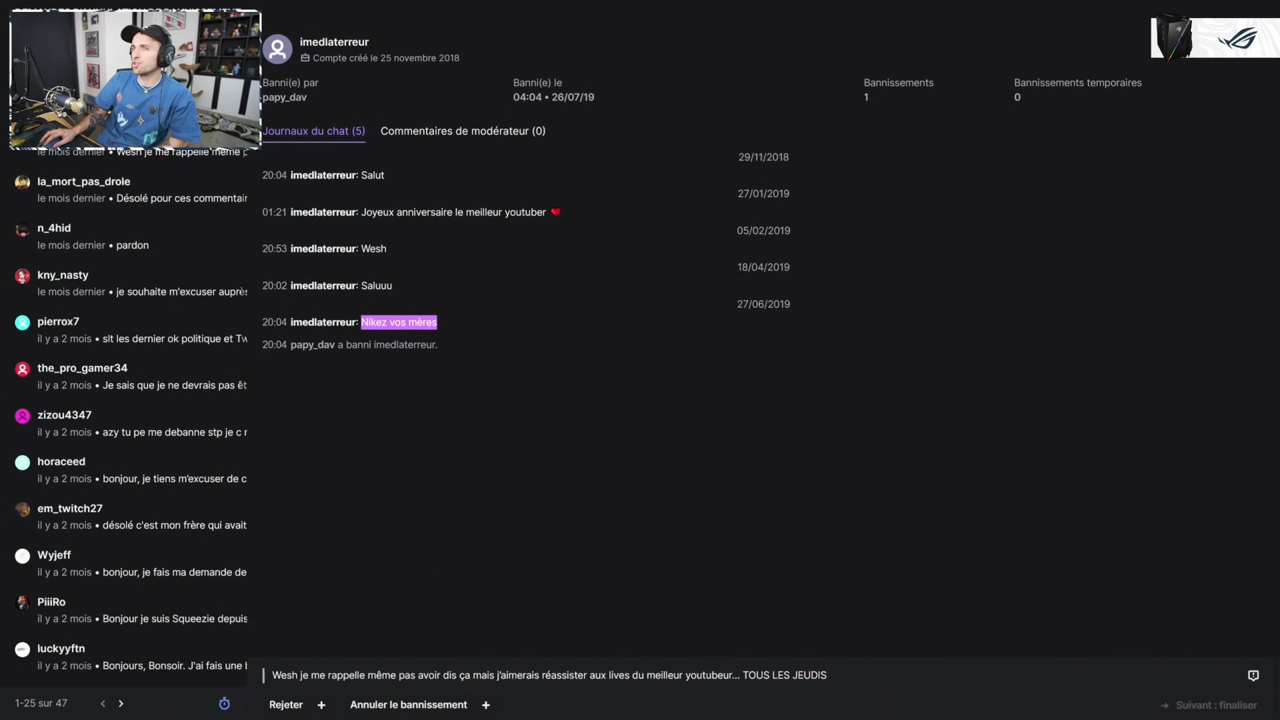 imedlaterreur
Compte créé le 25 novembre 2018
Banni(e) par
papy_dav
Banni(e) le
04:04 • 26/07/19
Bannissements
1
Bannissements temporaires
0
Journaux du chat (5)
Commentaires de modérateur (0)
29/11/2018
20:04 imedlaterreur: Salut
27/01/2019
01:21 imedlaterreur: Joyeux anniversaire le meilleur youtuber ❤️
05/02/2019
20:53 imedlaterreur: Wesh
18/04/2019
20:02 imedlaterreur: Saluuu
27/06/2019
20:04 imedlaterreur: Nikez vos mères
20:04 papy_dav a banni imedlaterreur.
le mois dernier • Wesh je me rappelle même p
la_mort_pas_drole
le mois dernier • Désolé pour ces commentair
n_4hid
le mois dernier • pardon
kny_nasty
le mois dernier • je souhaite m'excuser auprès
pierrox7
il y a 2 mois • slt les dernier ok politique et Tw
the_pro_gamer34
il y a 2 mois • Je sais que je ne devrais pas êt
zizou4347
il y a 2 mois • azy tu pe me debanne stp je c r
horaceed
il y a 2 mois • bonjour, je tiens m'excuser de c
em_twitch27
il y a 2 mois • désolé c'est mon frère qui avait
Wyjeff
il y a 2 mois • bonjour, je fais ma demande de
PiiiRo
il y a 2 mois • Bonjour je suis Squeezie depuis
luckyyftn
il y a 2 mois • Bonjours, Bonsoir. J'ai fais une b
1-25 sur 47
Wesh je me rappelle même pas avoir dis ça mais j'aimerais réassister aux lives du meilleur youtubeur... TOUS LES JEUDIS
Rejeter +
Annuler le bannissement +
Suivant : finaliser